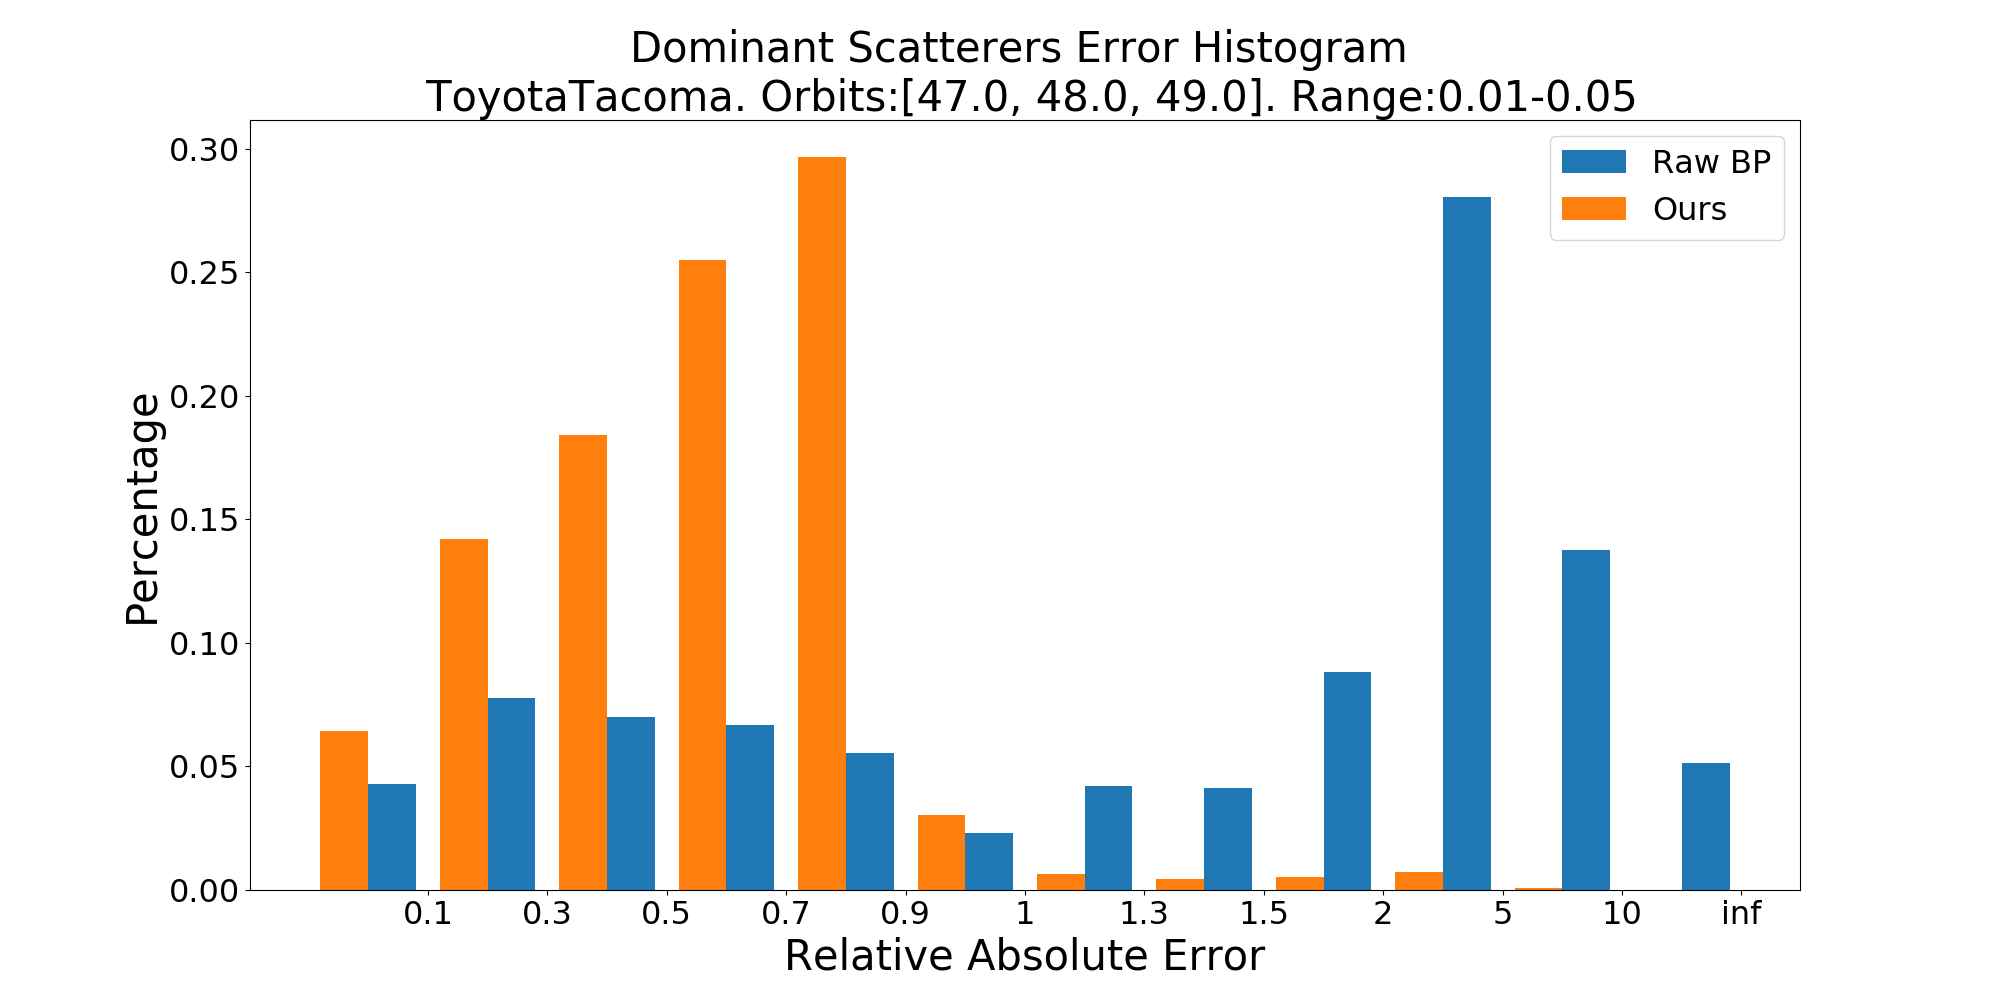 Dominant Scatterers Error Histogram
ToyotaTacoma. Orbits:[47.0, 48.0, 49.0]. Range:0.01-0.05
Raw BP
Ours
Percentage
0.30
0.25
0.20
0.15
0.10
0.05
0.00
0.1 0.3 0.5 0.7 0.9 1 1.3 1.5 2 5 10 inf
Relative Absolute Error